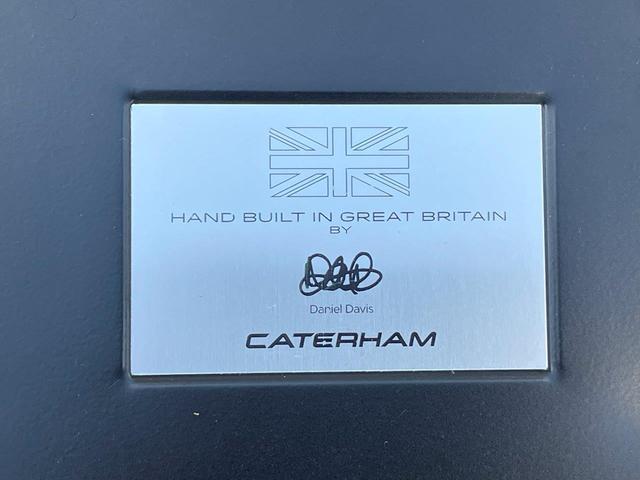 HAND BUILT IN GREAT BRITAIN
BY
Daniel Davis
CATERHAM